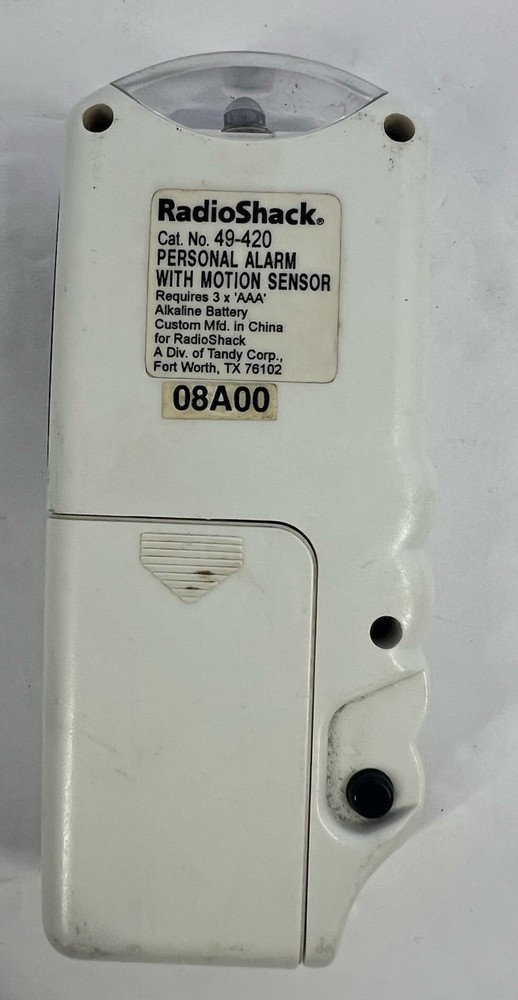 RadioShack®
Cat. No. 49-420
PERSONAL ALARM
WITH MOTION SENSOR
Requires 3 x 'AAA'
Alkaline Battery
Custom Mfd. in China
for RadioShack
A Div. of Tandy Corp.,
Fort Worth, TX 76102
08A00